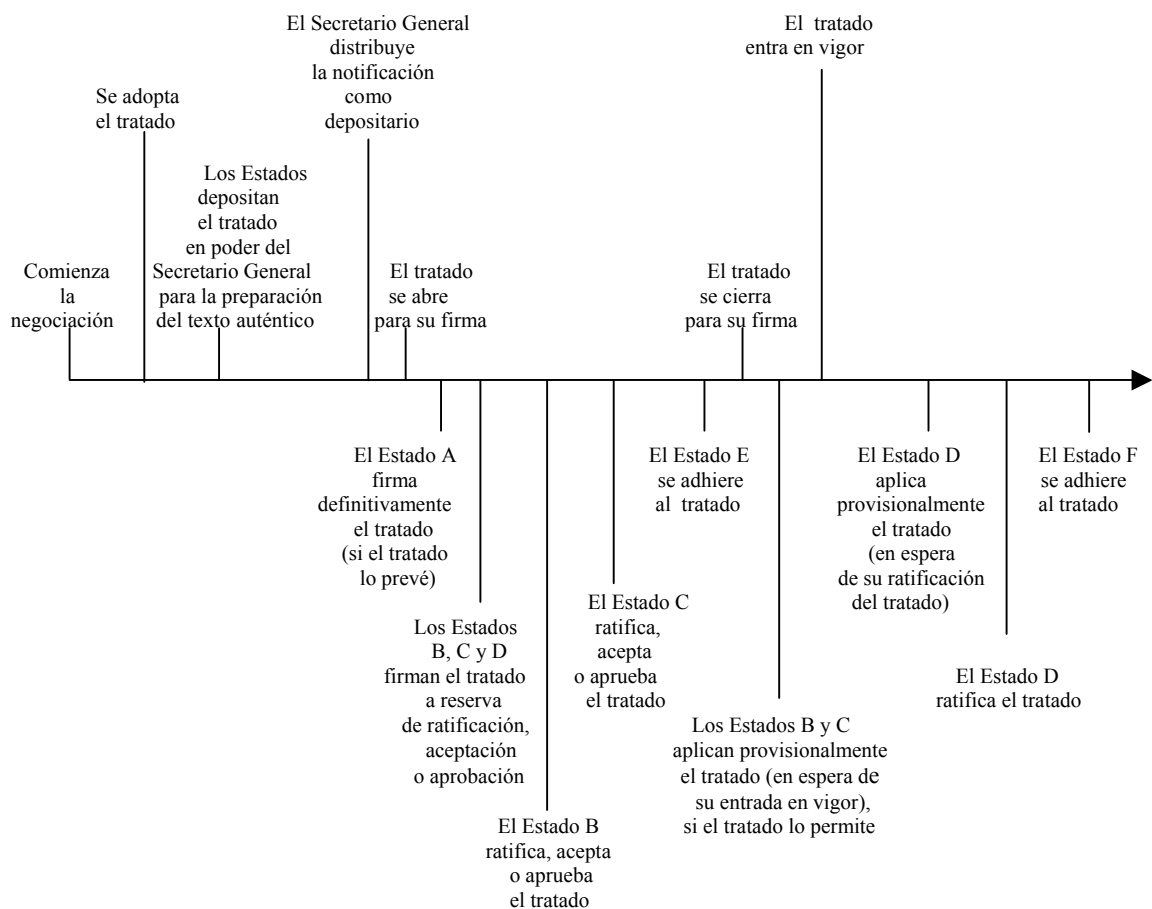 El Secretario General
distribuye
la notificación
como
depositario
El tratado
entra en vigor
Se adopta
el tratado
Los Estados
depositan
el tratado
en poder del
Secretario General
para la preparación
del texto auténtico
Comienza
la
negociación
El tratado
se abre
para su firma
El tratado
se cierra
para su firma
El Estado A
firma
definitivamente
el tratado
(si el tratado
lo prevé)
Los Estados
B, C y D
firman el tratado
a reserva
de ratificación,
aceptación
o aprobación
El Estado B
ratifica, acepta
o aprueba
el tratado
El Estado C
ratifica,
acepta
o aprueba
el tratado
El Estado E
se adhiere
al tratado
Los Estados B y C
aplican provisionalmente
el tratado (en espera de
su entrada en vigor),
si el tratado lo permite
El Estado D
aplica
provisionalmente
el tratado
(en espera
de su ratificación
del tratado)
El Estado D
ratifica el tratado
El Estado F
se adhiere
al tratado